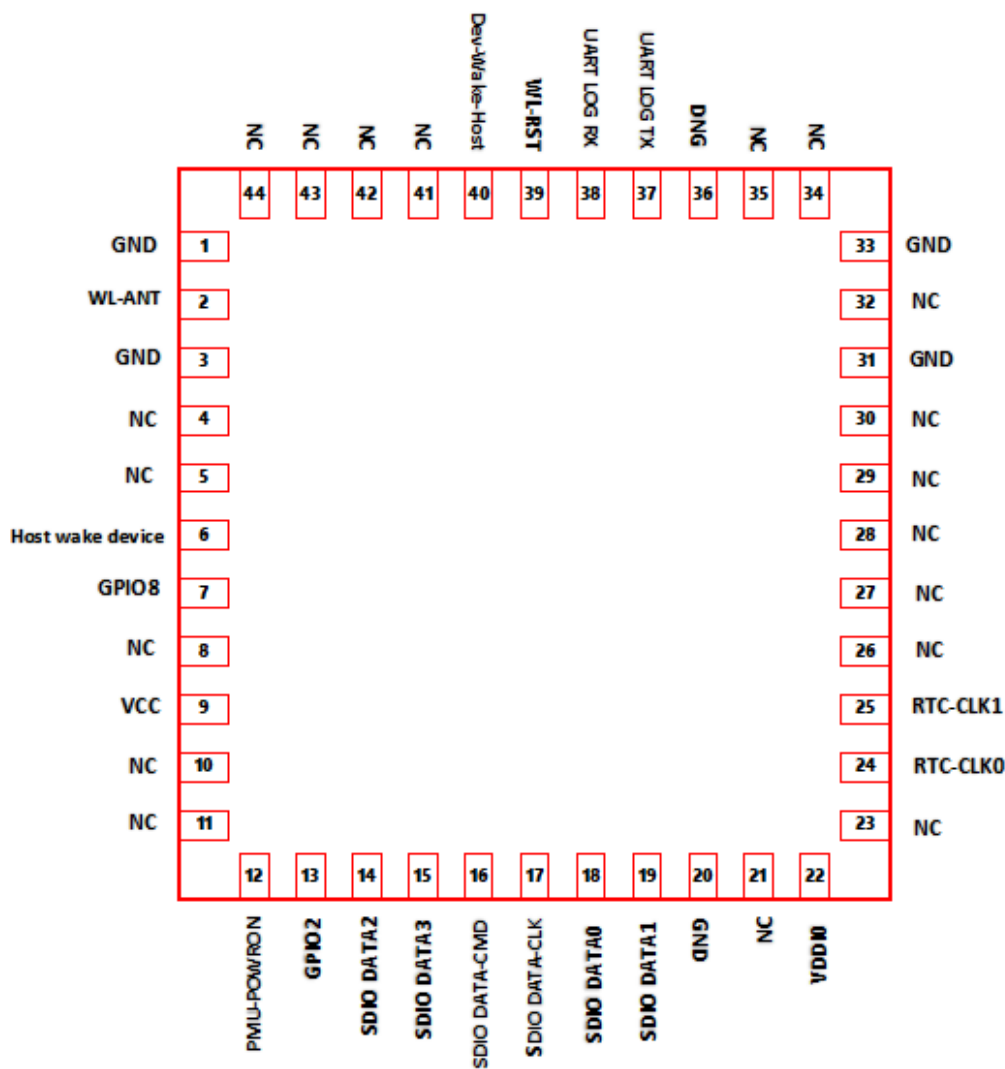 NC
NC
NC
NC
Dev-Wa ke-Host
WL-RST
UART LOG RX
UART LOG TX
DNG
NC
NC
44
43
42
41
40
39
38
37
36
35
34
GND 1
33 GND
WL-ANT 2
32 NC
GND 3
31 GND
NC 4
30 NC
NC 5
29 NC
Host wake device 6
28 NC
GPIO8 7
27 NC
NC 8
26 NC
VCC 9
25 RTC-CLK1
NC 10
24 RTC-CLK0
NC 11
23 NC
12
13
14
15
16
17
18
19
20
21
22
PMU-POWRON
GPIO2
SDIO DATA2
SDIO DATA3
SDIO DATA-CMD
SDIO DATA-CLK
SDIO DATA0
SDIO DATA1
GND
NC
VDDIO